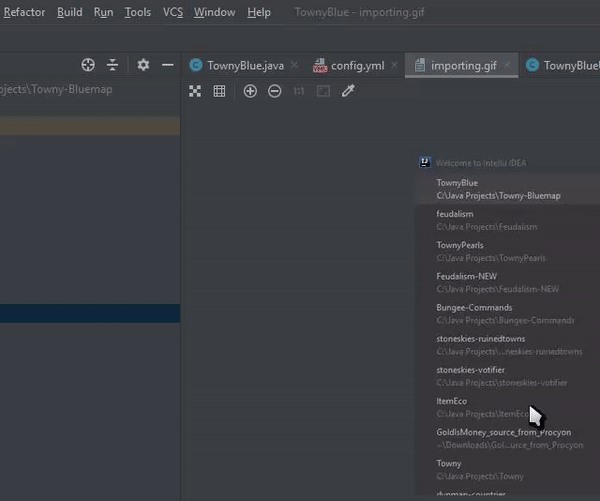 Refactor Build Run Tools VCS Window Help TownyBlue - importing.gif
TownyBlue.java config.yml importing.gif TownyBlue
ojects\Towny-Bluemap
1:1
Welcome to IntelliJ IDEA
TownyBlue
C:\Java Projects\Towny-Bluemap
feudalism
C:\Java Projects\Feudalism
TownyPearls
C:\Java Projects\TownyPearls
Feudalism-NEW
C:\Java Projects\Feudalism-NEW
Bungee-Commands
C:\Java Projects\Bungee-Commands
stoneskies-ruinedtowns
C:\Java Projects\...neskies-ruinedtowns
stoneskies-votifier
C:\Java Projects\stoneskies-votifier
ItemEco
C:\Java Projects\ItemEco
GoldIsMoney_source_from_Procyon
~\Downloads\Gol...urce_from_Procyon
Towny
C:\Java Projects\Towny